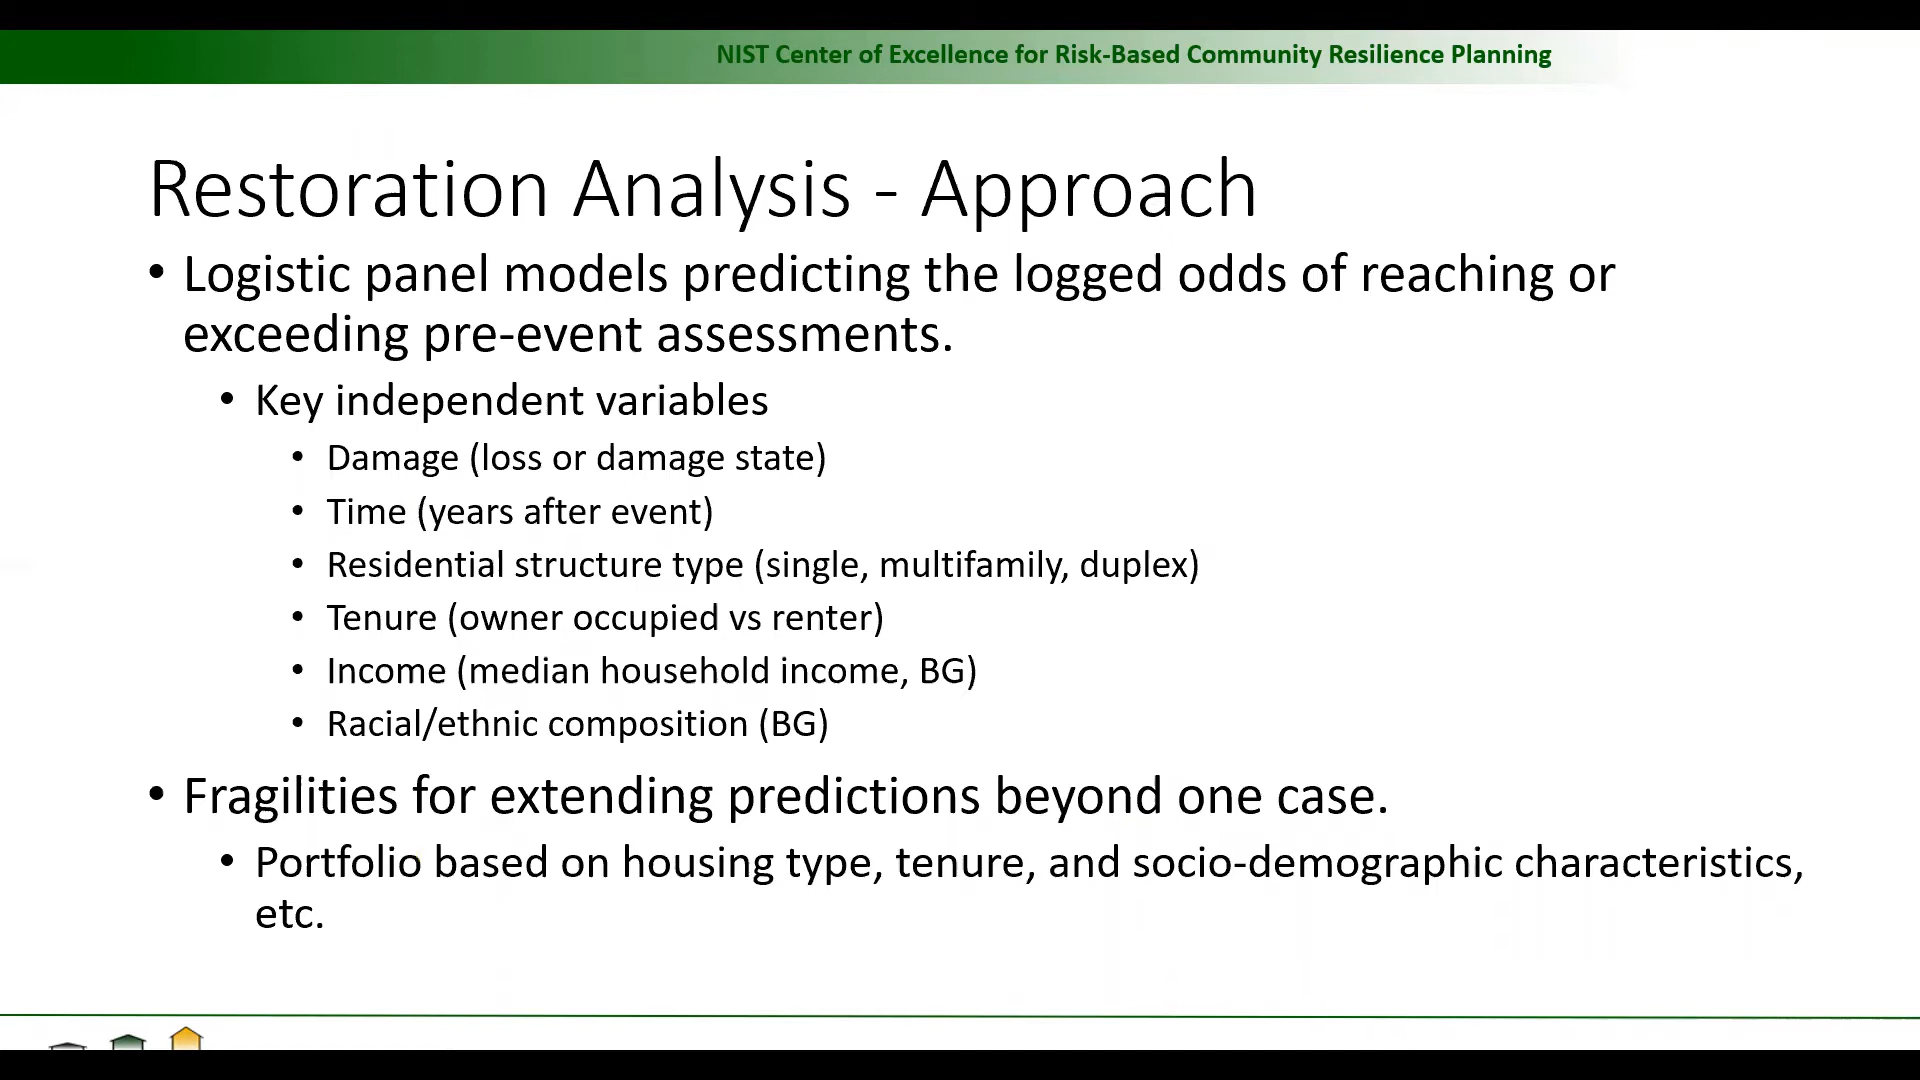 NIST Center of Excellence for Risk-Based Community Resilience Planning
Restoration Analysis - Approach
• Logistic panel models predicting the logged odds of reaching or
exceeding pre-event assessments.
• Key independent variables
• Damage (loss or damage state)
• Time (years after event)
• Residential structure type (single, multifamily, duplex)
• Tenure (owner occupied vs renter)
• Income (median household income, BG)
• Racial/ethnic composition (BG)
• Fragilities for extending predictions beyond one case.
• Portfolio based on housing type, tenure, and socio-demographic characteristics,
etc.